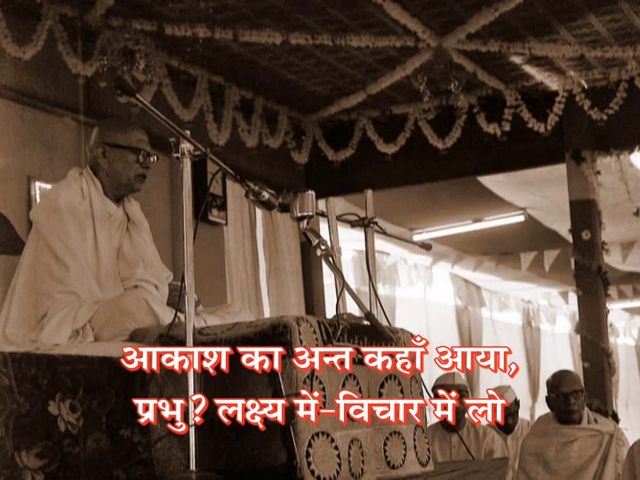 आकाश का अन्त कहाँ आया,
प्रभु? लक्ष्य में-विचार में लो